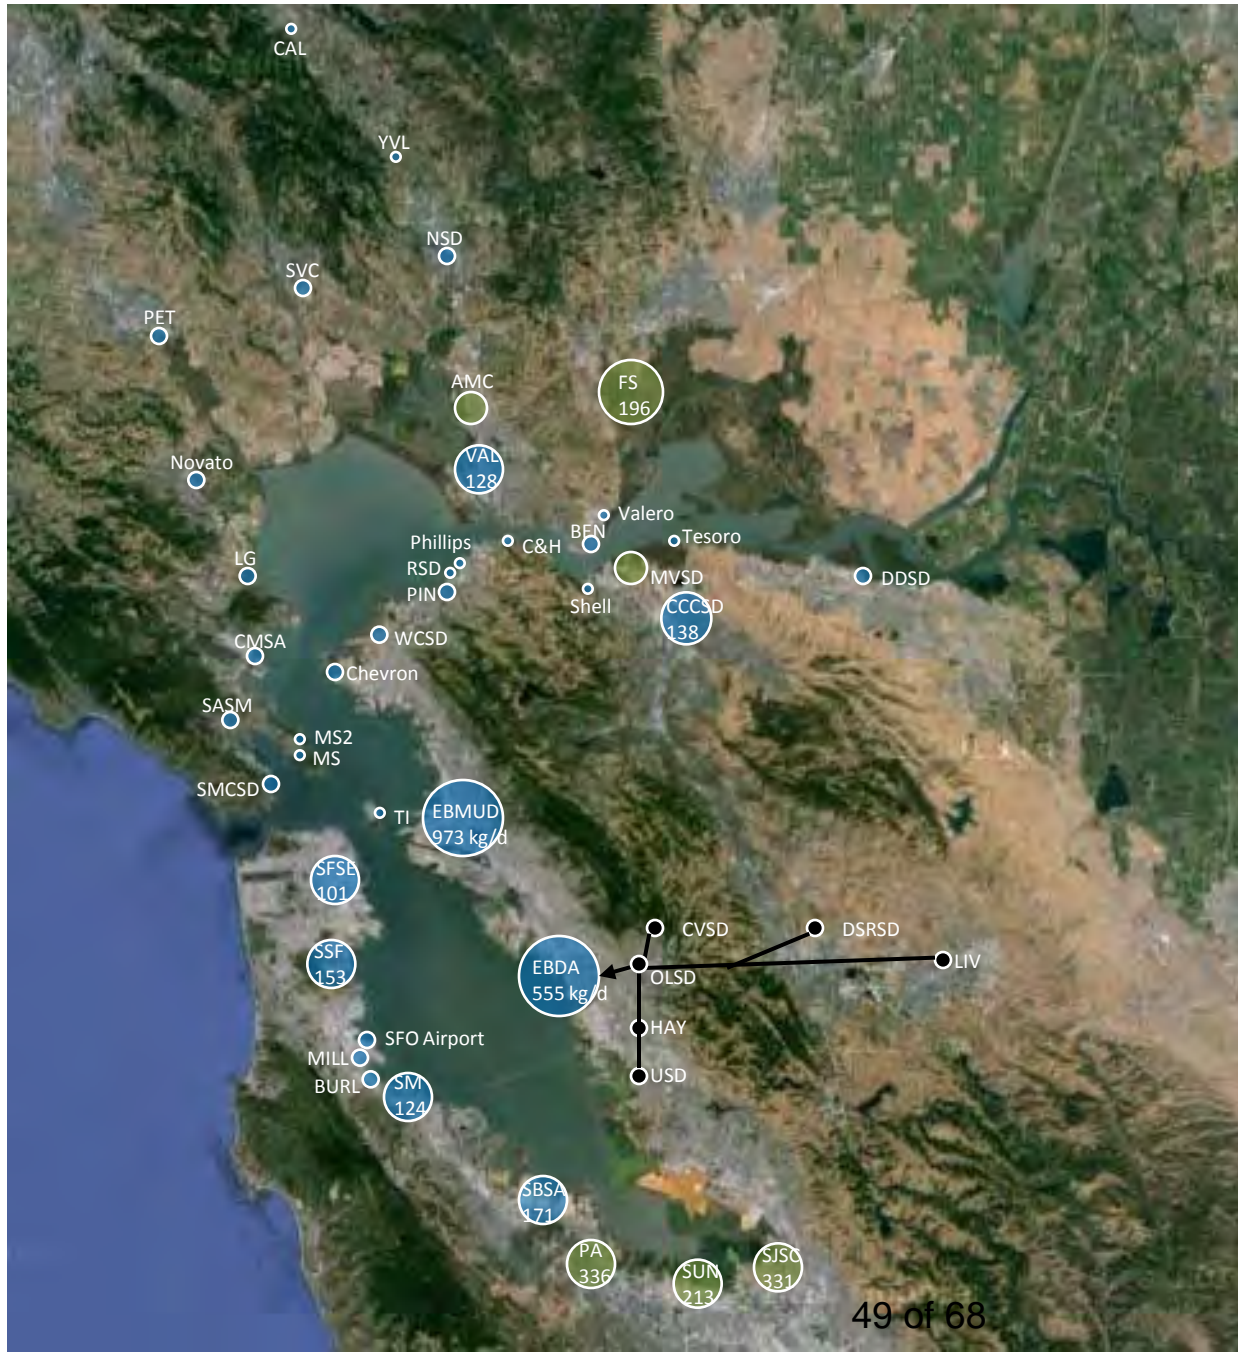 CAL
YVL
NSD
SVC
PET
AMC
FS
196
VAL
128
Novato
Valero
BEN
C&H
Tesoro
Phillips
RSD
PIN
LG
MVSD
DDSD
Shell
CCCSD
138
WCSD
CMSA
Chevron
SASM
MS2
MS
SMCSD
TI
EBMUD
973 kg/d
SFSE
101
CVSD
DSRSD
SSF
153
EBDA
555 kg/d
OLSD
LIV
HAY
SFO Airport
MILL
BURL
USD
SM
124
SBSA
171
PA
336
SUN
213
SJSC
331
49 of 68